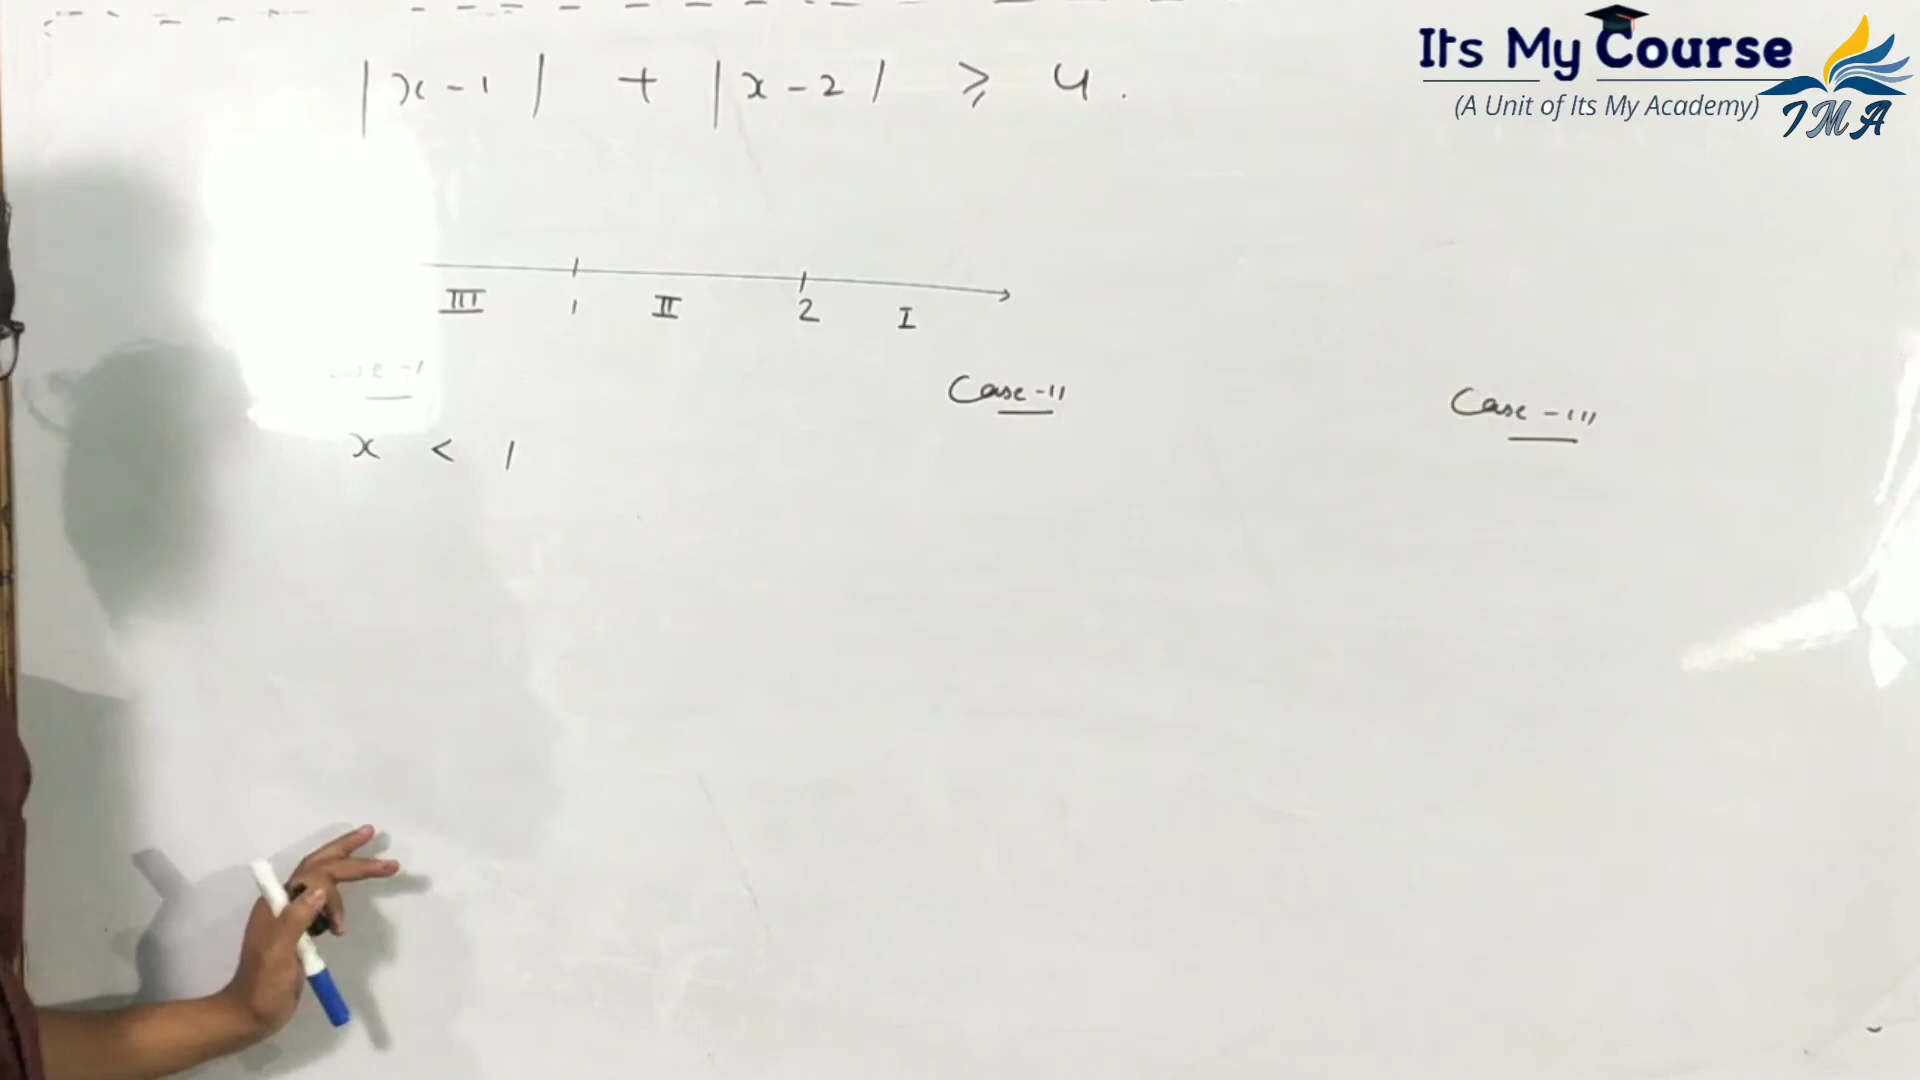 Its My Course
(A Unit of Its My Academy)
IMA
|x-1| + |x-2| ≥ 4.
III 1 II 2 I
Case-I
Case-II
Case-III
x < 1